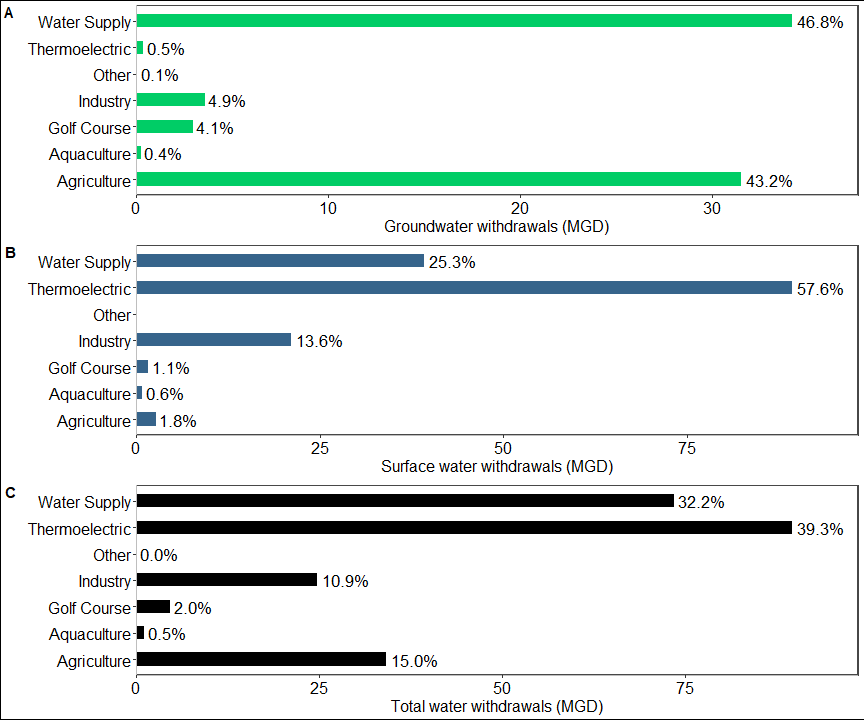 A
Water Supply 46.8%
Thermoelectric 0.5%
Other 0.1%
Industry 4.9%
Golf Course 4.1%
Aquaculture 0.4%
Agriculture 43.2%
0 10 20 30
Groundwater withdrawals (MGD)
B
Water Supply 25.3%
Thermoelectric 57.6%
Other
Industry 13.6%
Golf Course 1.1%
Aquaculture 0.6%
Agriculture 1.8%
0 25 50 75
Surface water withdrawals (MGD)
C
Water Supply 32.2%
Thermoelectric 39.3%
Other 0.0%
Industry 10.9%
Golf Course 2.0%
Aquaculture 0.5%
Agriculture 15.0%
0 25 50 75
Total water withdrawals (MGD)